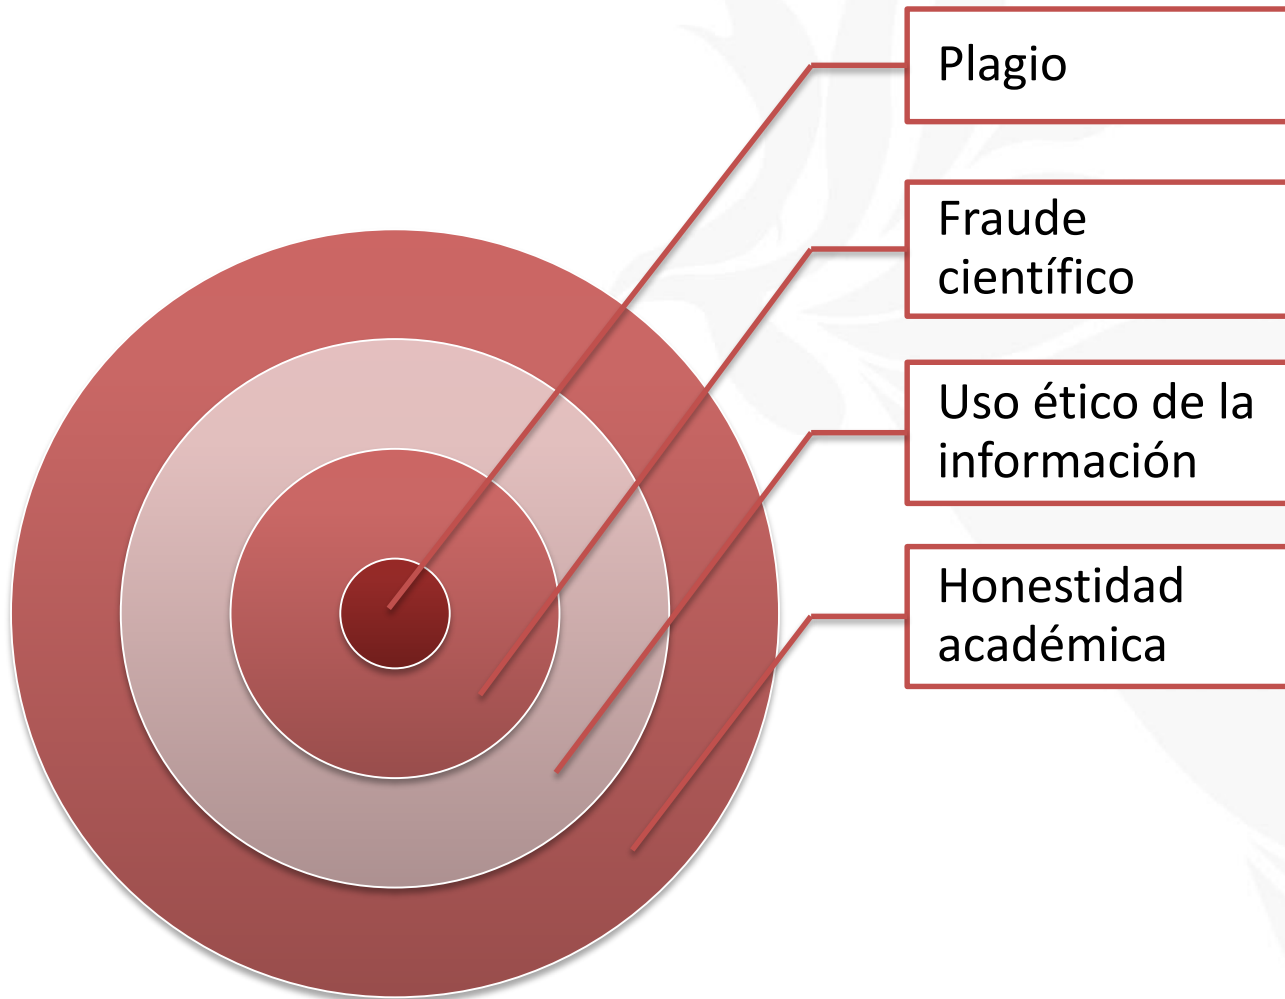 Plagio
Fraude
científico
Uso ético de la
información
Honestidad
académica